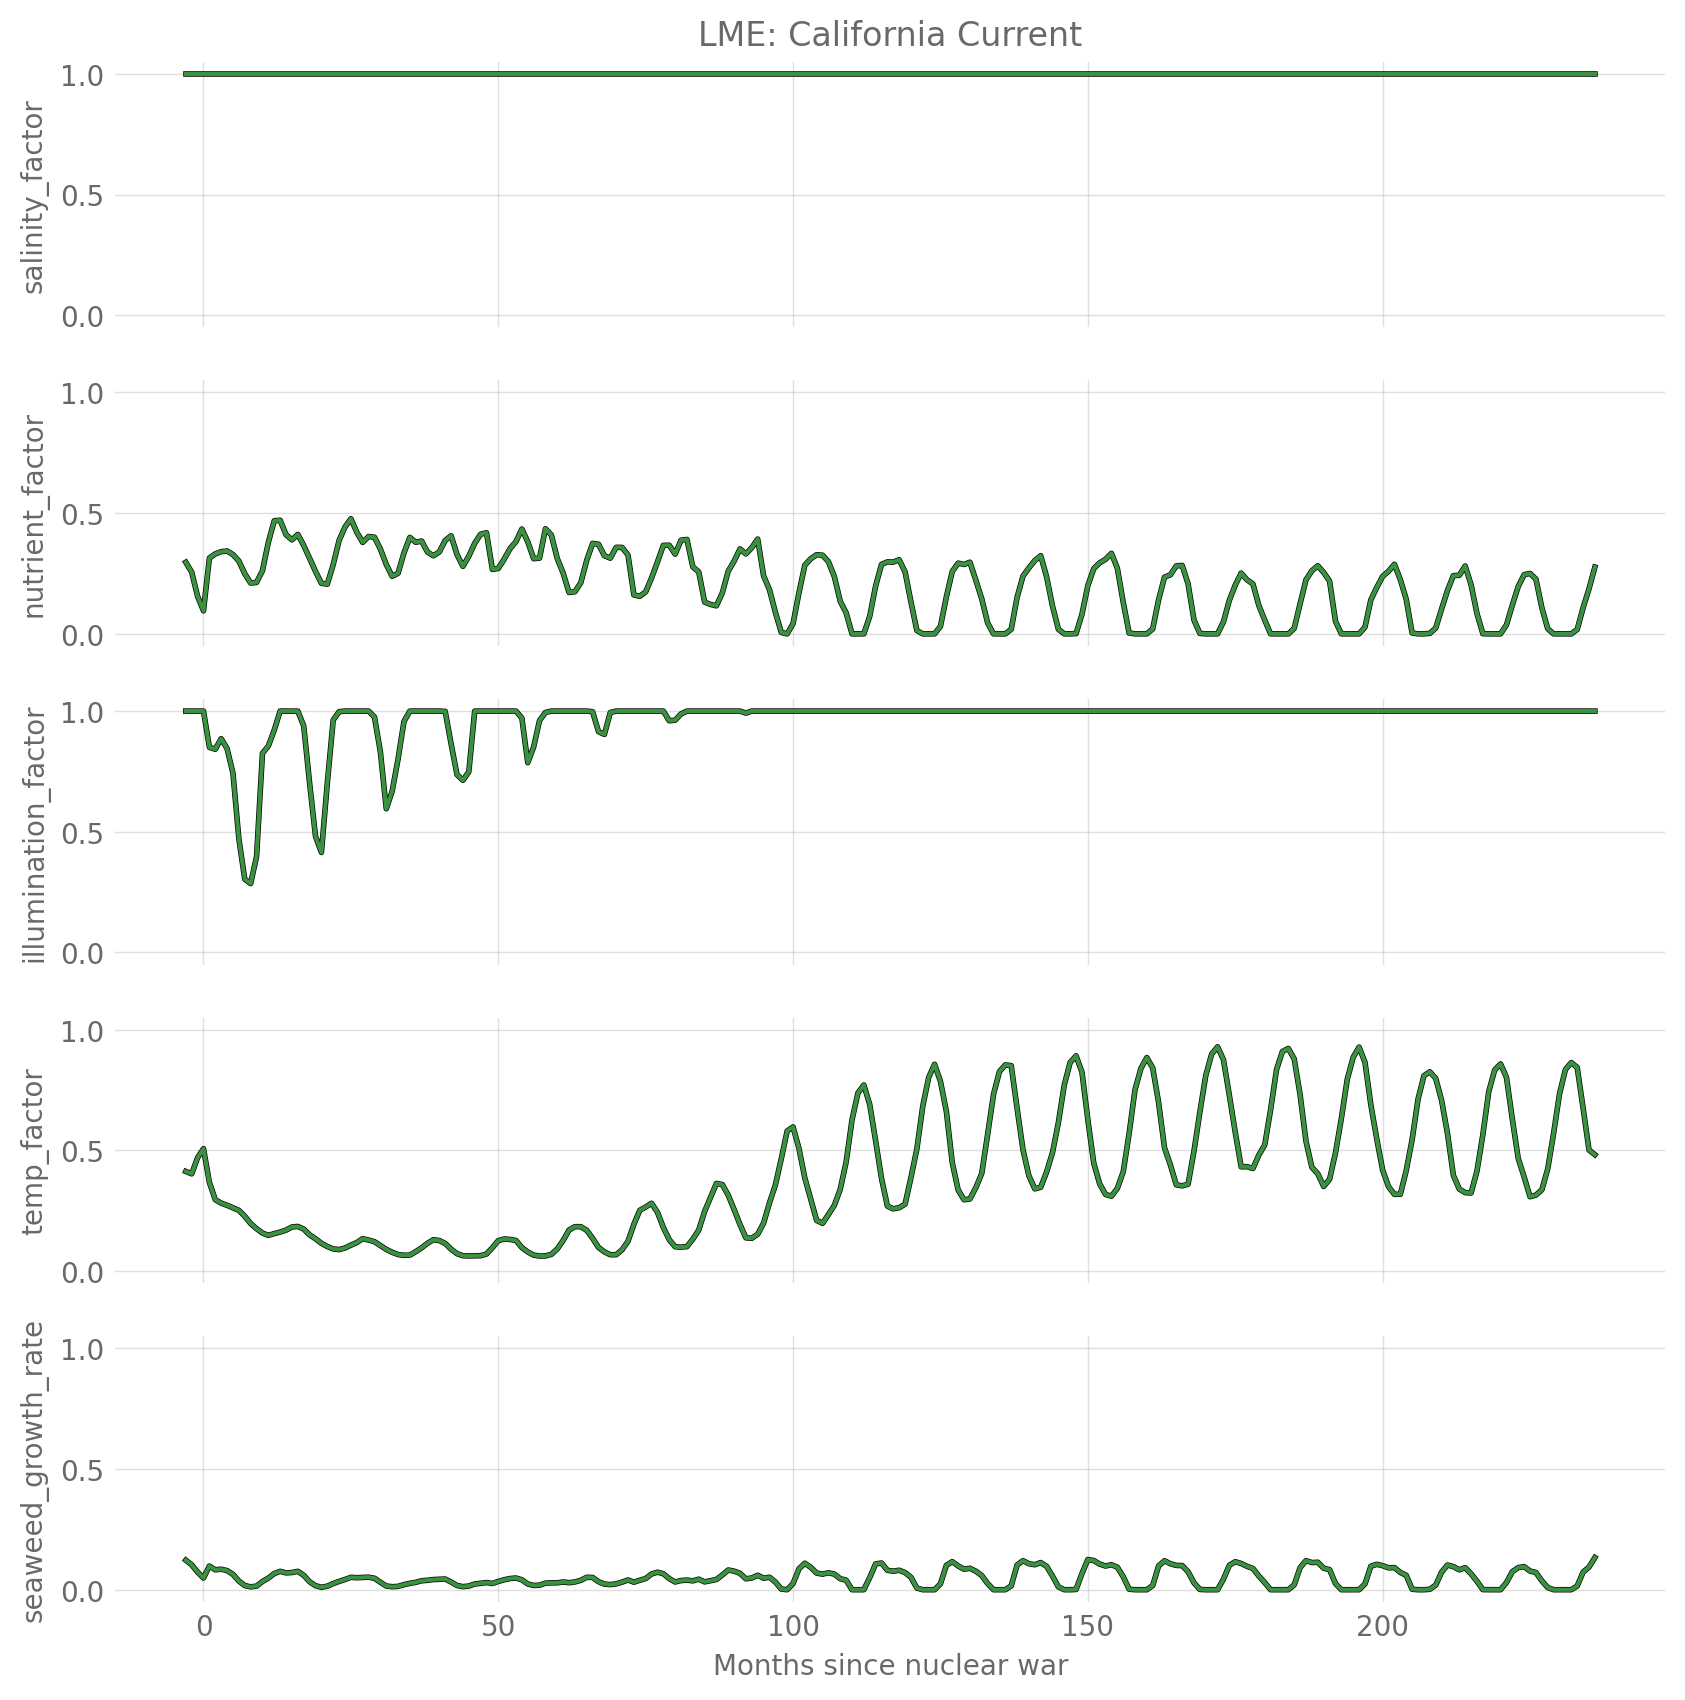 LME: California Current
1.0
0.5
0.0
salinity_factor
1.0
0.5
0.0
nutrient_factor
1.0
0.5
0.0
illumination_factor
1.0
0.5
0.0
temp_factor
1.0
0.5
0.0
seaweed_growth_rate
0 50 100 150 200
Months since nuclear war